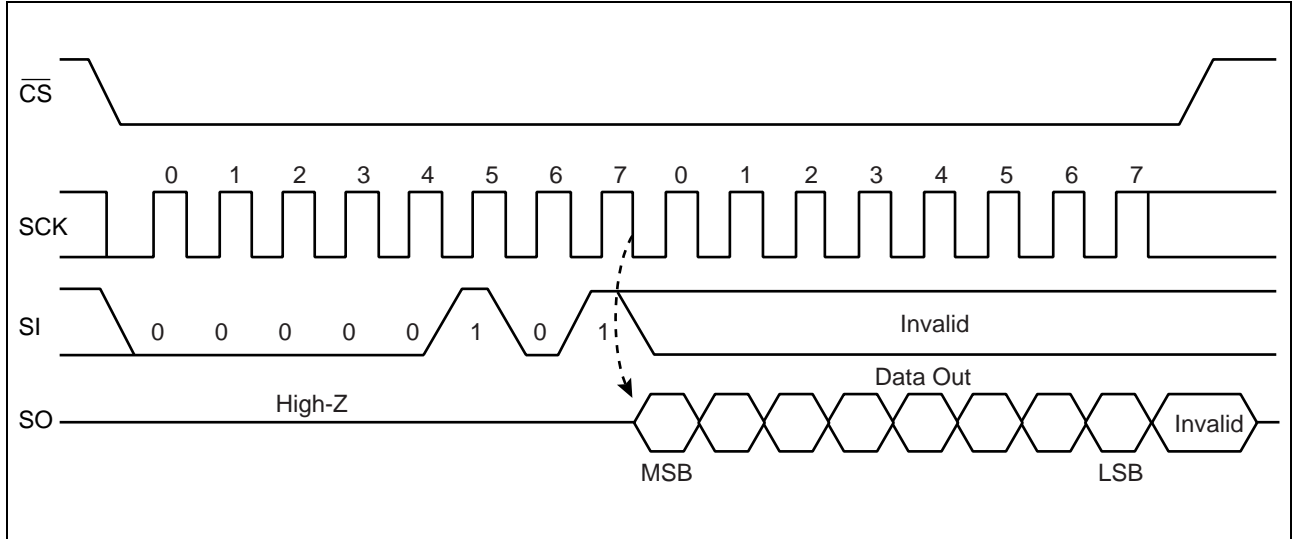 CS
0 1 2 3 4 5 6 7 0 1 2 3 4 5 6 7
SCK
SI 0 0 0 0 0 1 0 1 Invalid
Data Out
High-Z
SO Invalid
MSB LSB